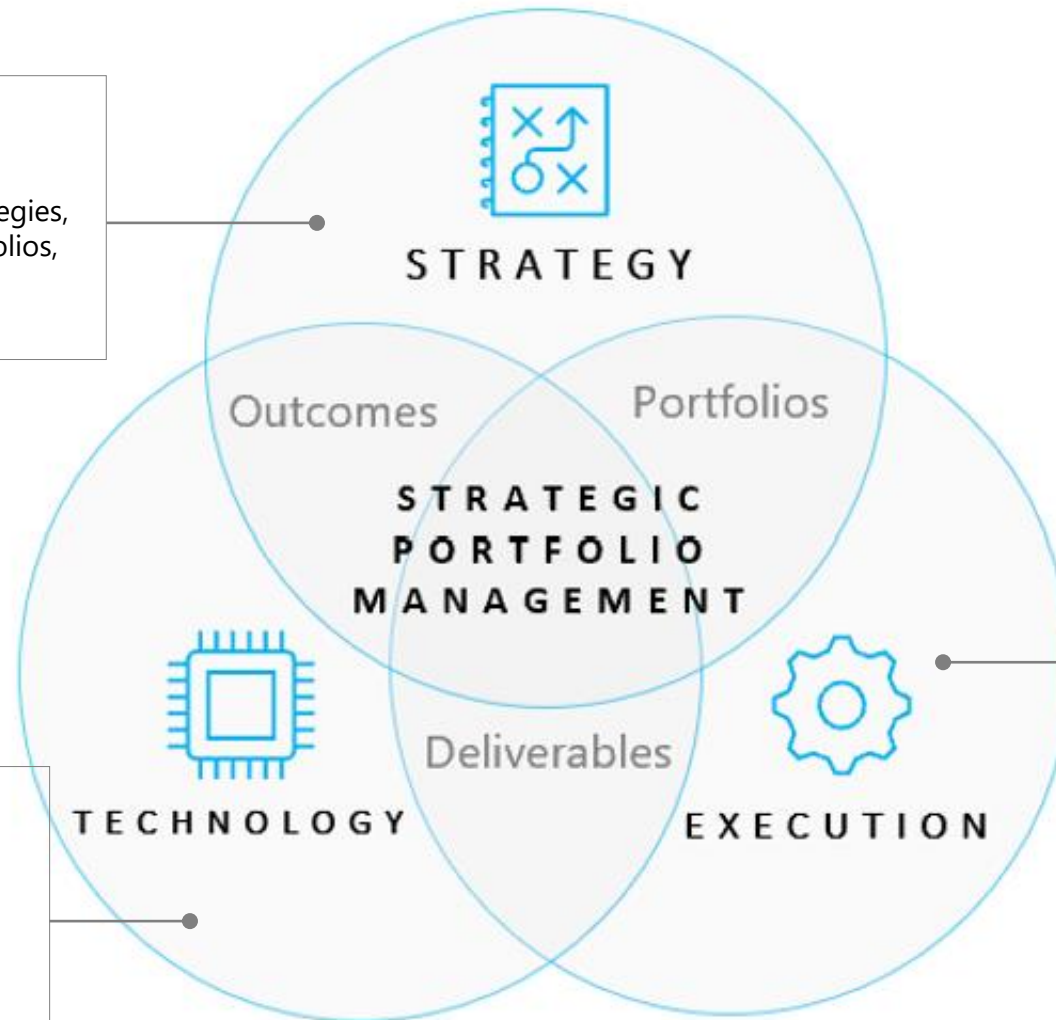 egies,
olios,
STRATEGY
Outcomes
Portfolios
STRATEGIC
PORTFOLIO
MANAGEMENT
Deliverables
TECHNOLOGY
EXECUTION